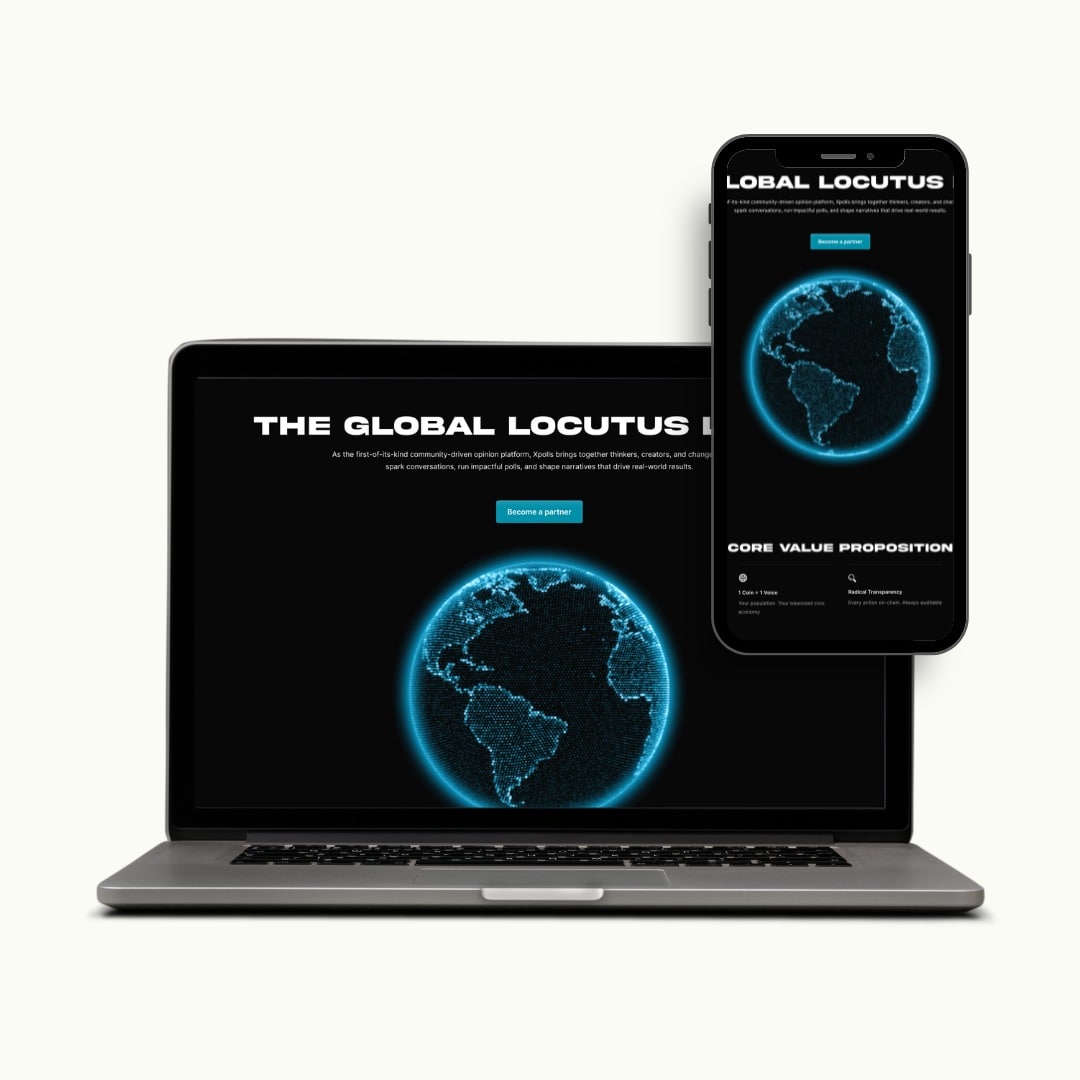 THE GLOBAL LOCUTUS
As the first-of-its-kind community-driven opinion platform, Xpolls brings together thinkers, creators, and
spark conversations, run impactful polls, and shape narratives that drive real-world results.
Become a partner
LOBAL LOCUTUS
f-its-kind community-driven opinion platform, Xpolls brings together thinkers, creators, and
spark conversations, run impactful polls, and shape narratives that drive real-world results.
Become a partner
CORE VALUE PROPOSITION
1 Coin = 1 Voice
Radical Transparency
Your population. Your tokenized civic
economy
Every action on-chain. Always auditable